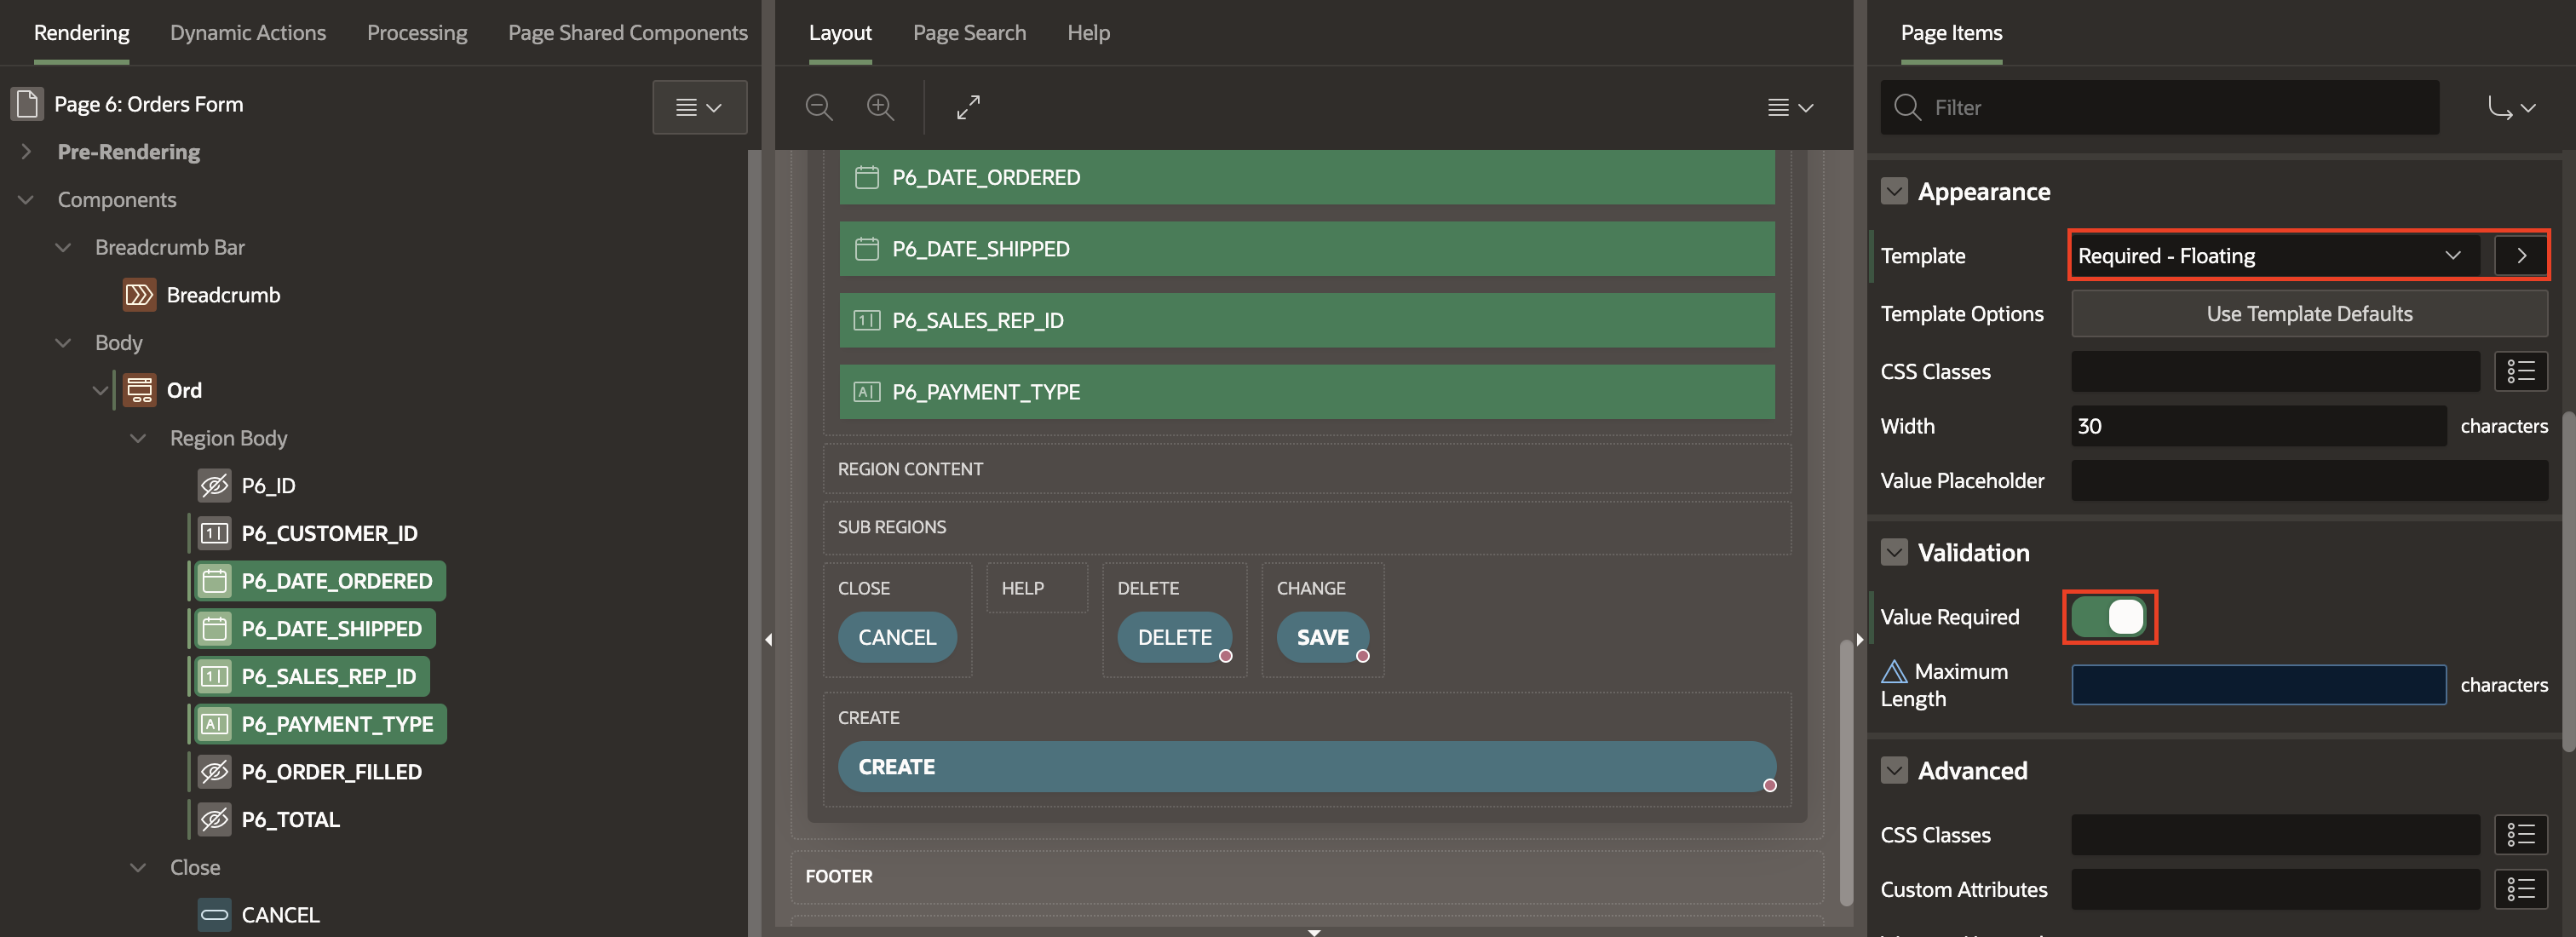 Rendering
Dynamic Actions
Processing
Page Shared Components
Page 6: Orders Form
Pre-Rendering
Components
Breadcrumb Bar
Breadcrumb
Body
Ord
Region Body
P6_ID
P6_CUSTOMER_ID
P6_DATE_ORDERED
P6_DATE_SHIPPED
P6_SALES_REP_ID
P6_PAYMENT_TYPE
P6_ORDER_FILLED
P6_TOTAL
Close
CANCEL
Layout
Page Search
Help
P6_DATE_ORDERED
P6_DATE_SHIPPED
P6_SALES_REP_ID
P6_PAYMENT_TYPE
REGION CONTENT
SUB REGIONS
CLOSE
CANCEL
HELP
DELETE
DELETE
CHANGE
SAVE
CREATE
CREATE
FOOTER
Page Items
Filter
Appearance
Template
Required - Floating
Template Options
Use Template Defaults
CSS Classes
Width
30
characters
Value Placeholder
Validation
Value Required
Maximum
Length
characters
Advanced
CSS Classes
Custom Attributes